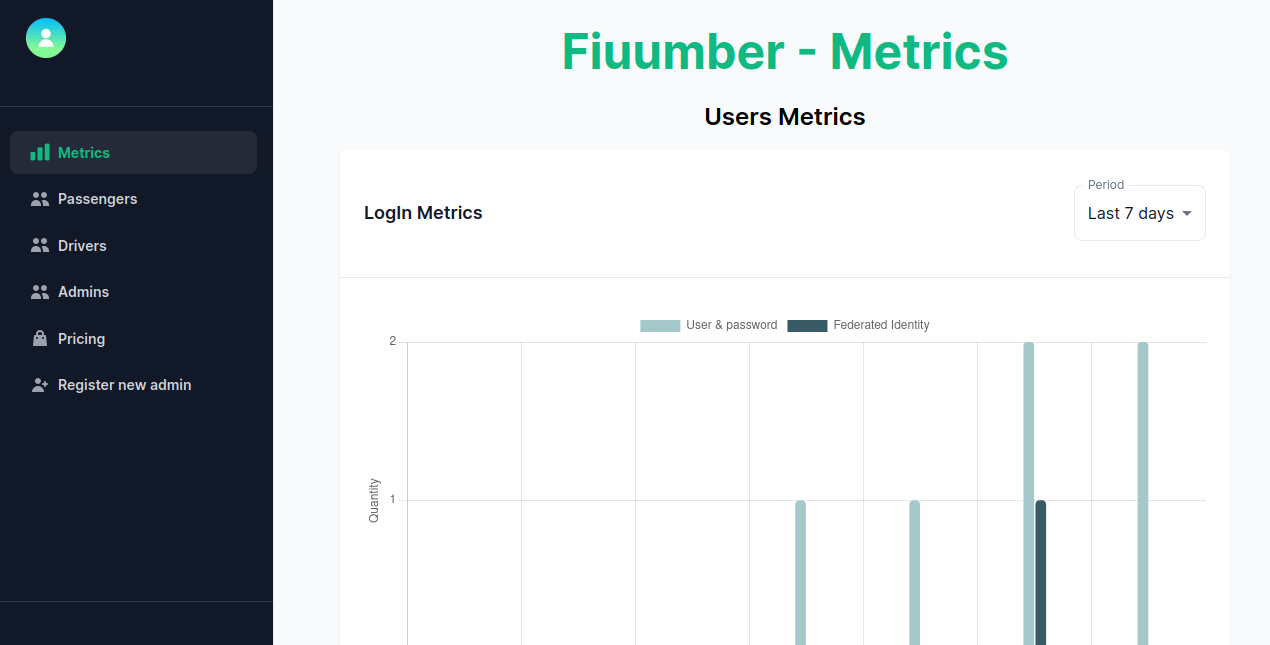 Fiuumber - Metrics
Users Metrics
Metrics
Passengers
Drivers
Admins
Pricing
Register new admin
LogIn Metrics
Period
Last 7 days
User & password
Federated Identity
2
1
Quantity